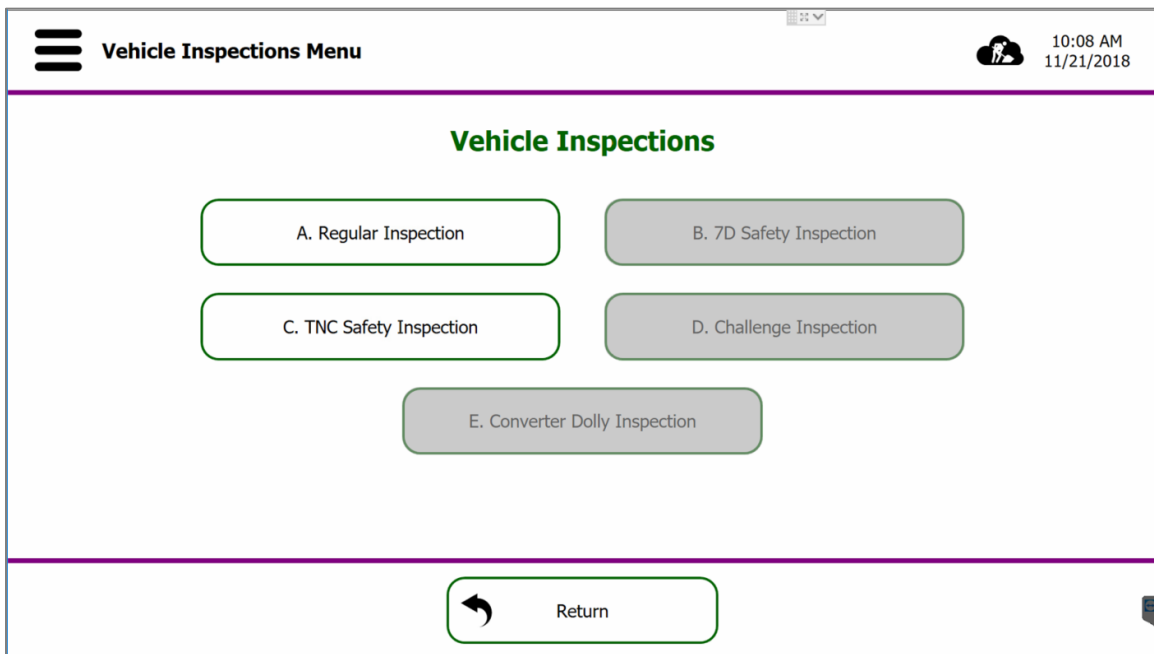 Vehicle Inspections Menu
10:08 AM
11/21/2018
Vehicle Inspections
A. Regular Inspection
B. 7D Safety Inspection
C. TNC Safety Inspection
D. Challenge Inspection
E. Converter Dolly Inspection
Return